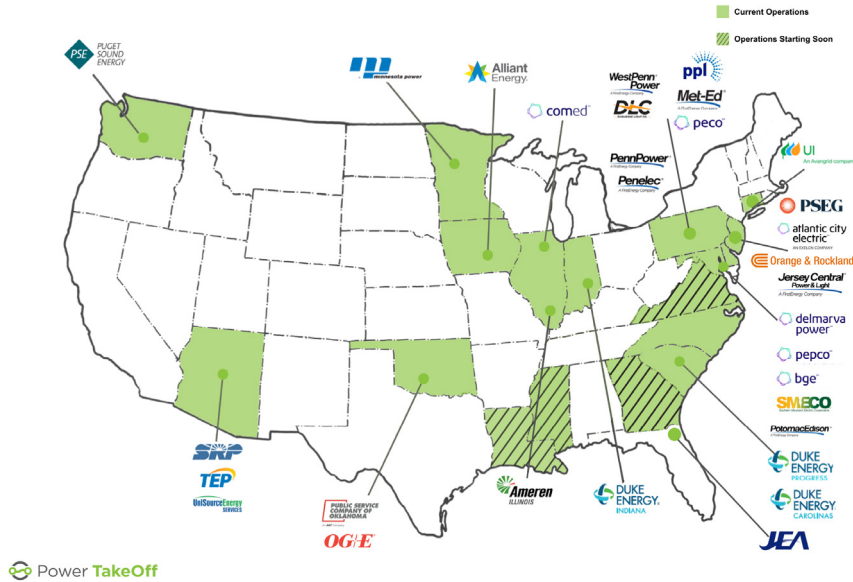 Current Operations
Operations Starting Soon
PSE PUGET
SOUND
ENERGY
minnesota power
Alliant
Energy
comed
WestPenn
Power
A FirstEnergy Company
DLC
ppl
Met-Ed
A FirstEnergy Company
peco
PennPower
A FirstEnergy Company
Penelec
A FirstEnergy Company
UI
An Avangrid company
PSEG
atlantic city
electric
AN EXELON COMPANY
Orange & Rockland
Jersey Central
Power & Light
A FirstEnergy Company
delmarva
power
pepco
bge
SMECO
PotomacEdison
A FirstEnergy Company
DUKE
ENERGY
PROGRESS
DUKE
ENERGY
CAROLINAS
JEA
SRP
TEP
UniSourceEnergy
SERVICES
PUBLIC SERVICE
COMPANY OF
OKLAHOMA
OG/E
Ameren
ILLINOIS
DUKE
ENERGY
INDIANA
Power TakeOff